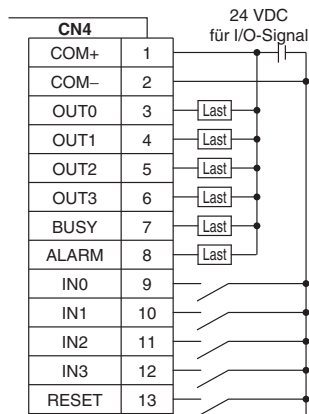 24 VDC
für I/O-Signal
CN4
COM+ 1
COM– 2
OUT0 3 Last
OUT1 4 Last
OUT2 5 Last
OUT3 6 Last
BUSY 7 Last
ALARM 8 Last
IN0 9
IN1 10
IN2 11
IN3 12
RESET 13